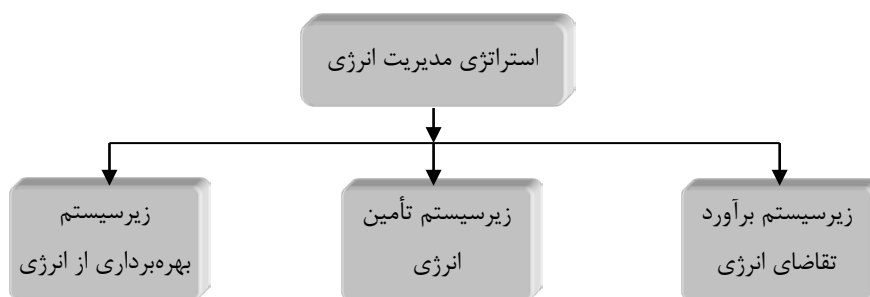 استراتژی مدیریت انرژی
زیرسیستم برآورد
تقاضای انرژی
زیرسیستم تأمین
انرژی
زیرسیستم
بهره‌برداری از انرژی